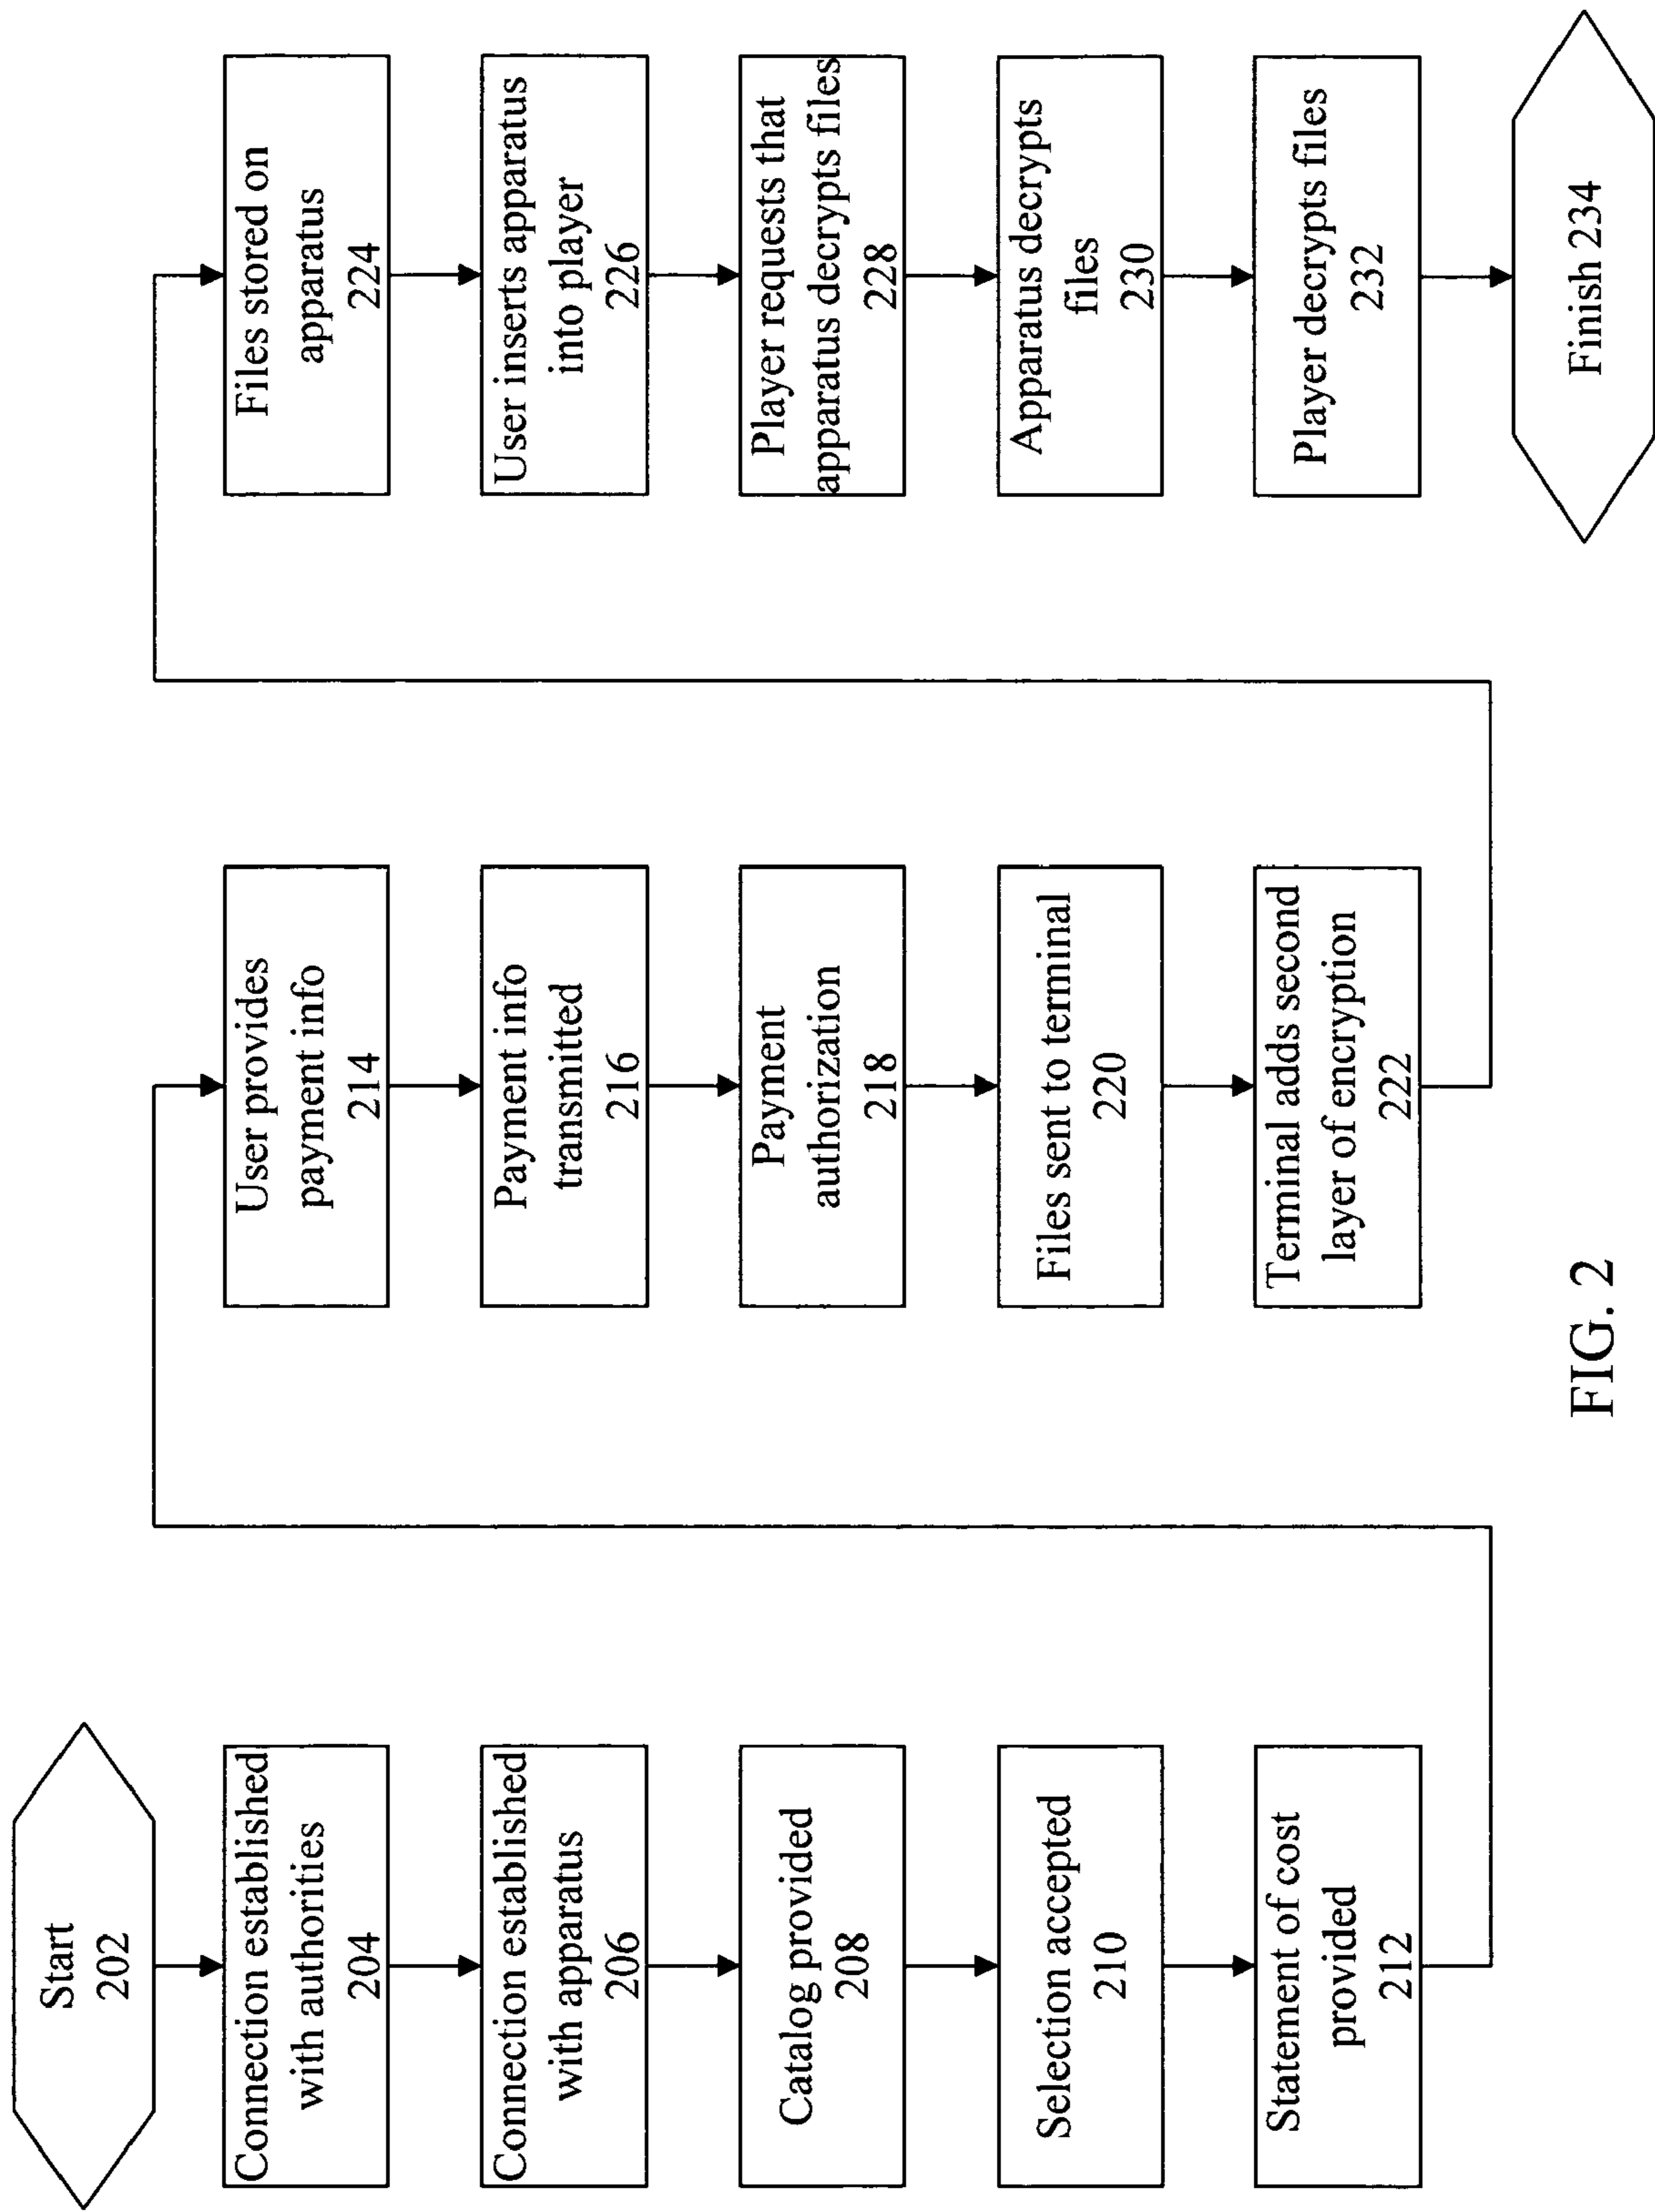 Start
202
Connection established
with authorities
204
Connection established
with apparatus
206
Catalog provided
208
Selection accepted
210
Statement of cost
provided
212
User provides
payment info
214
Payment info
transmitted
216
Payment
authorization
218
Files sent to terminal
220
Terminal adds second
layer of encryption
222
Files stored on
apparatus
224
User inserts apparatus
into player
226
Player requests that
apparatus decrypts files
228
Apparatus decrypts
files
230
Player decrypts files
232
Finish 234
FIG. 2